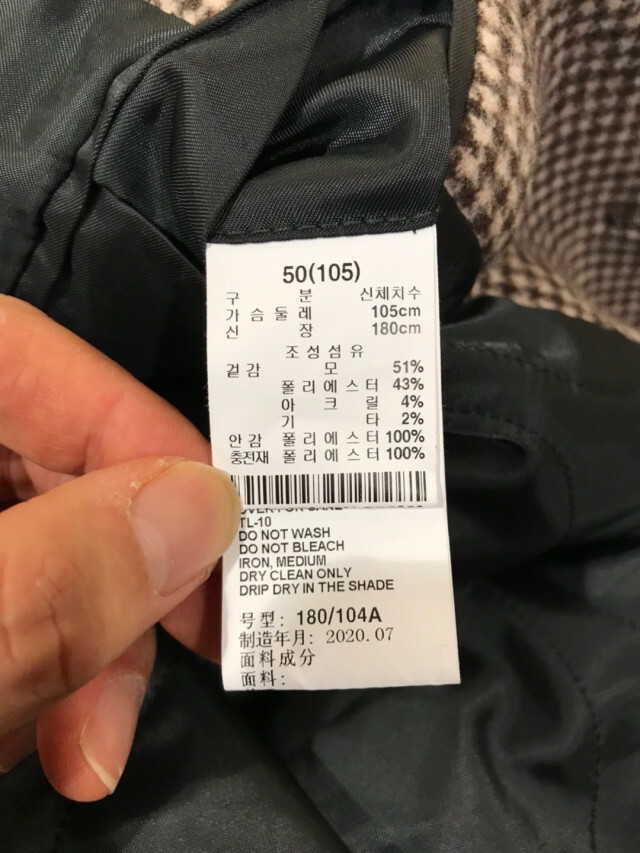 50(105)
구 분 신체치수
가슴둘레 105cm
신 장 180cm
조성섬유
겉감 모 51%
폴리에스터 43%
아크릴 4%
기 타 2%
안감 폴리에스터 100%
충전재 폴리에스터 100%
TL-10
DO NOT WASH
DO NOT BLEACH
IRON, MEDIUM
DRY CLEAN ONLY
DRIP DRY IN THE SHADE
号型: 180/104A
制造年月: 2020.07
面料成分
面料: